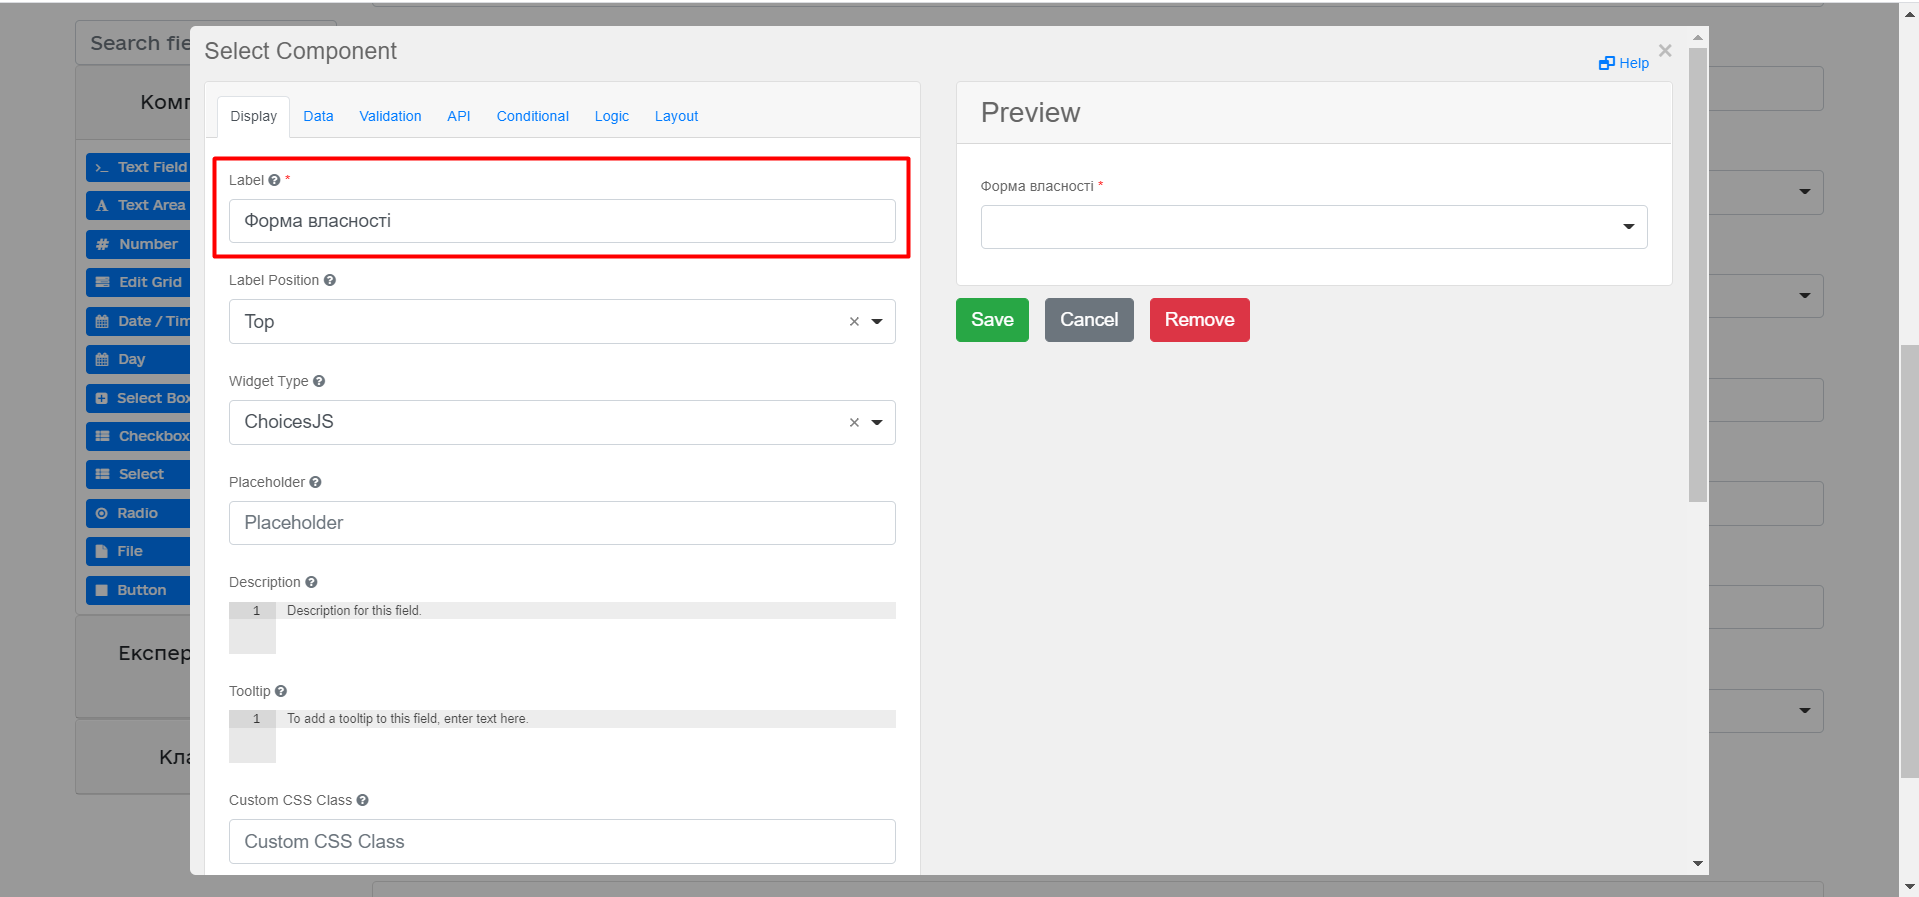 Search fie
Комп
Text Field
Text Area
Number
Edit Grid
Date / Tim
Day
Select Box
Checkbox
Select
Radio
File
Button
Експер
Кла
Select Component
Help
Display Data Validation API Conditional Logic Layout
Label *
Форма власності
Label Position
Top
Widget Type
ChoicesJS
Placeholder
Placeholder
Description
1 Description for this field.
Tooltip
1 To add a tooltip to this field, enter text here.
Custom CSS Class
Custom CSS Class
Preview
Форма власності *
Save Cancel Remove